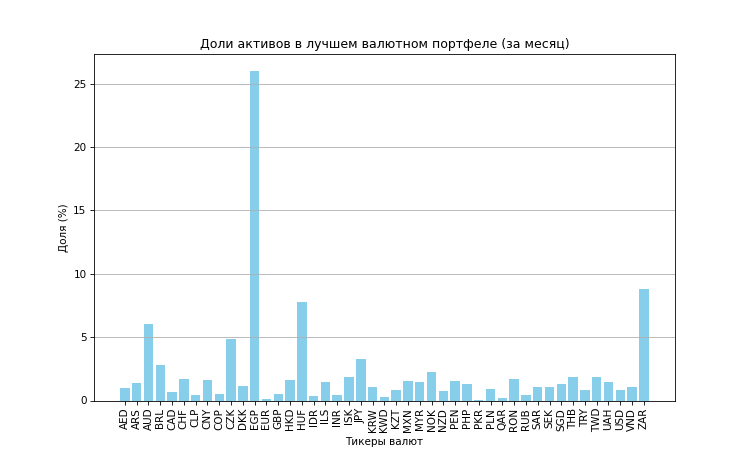 Доли активов в лучшем валютном портфеле (за месяц)
Доля (%)
25
20
15
10
5
0
AED ARS AUD BRL CAD CHF CLP CNY COP CZK DKK EGP EUR GBP HKD HUF IDR ILS INR ISK JPY KRW KWD KZT MXN MYR NOK NZD PEN PHP PKR PLN QAR RON RUB SAR SEK SGD THB TRY TWD UAH USD VND ZAR
Тикеры валют